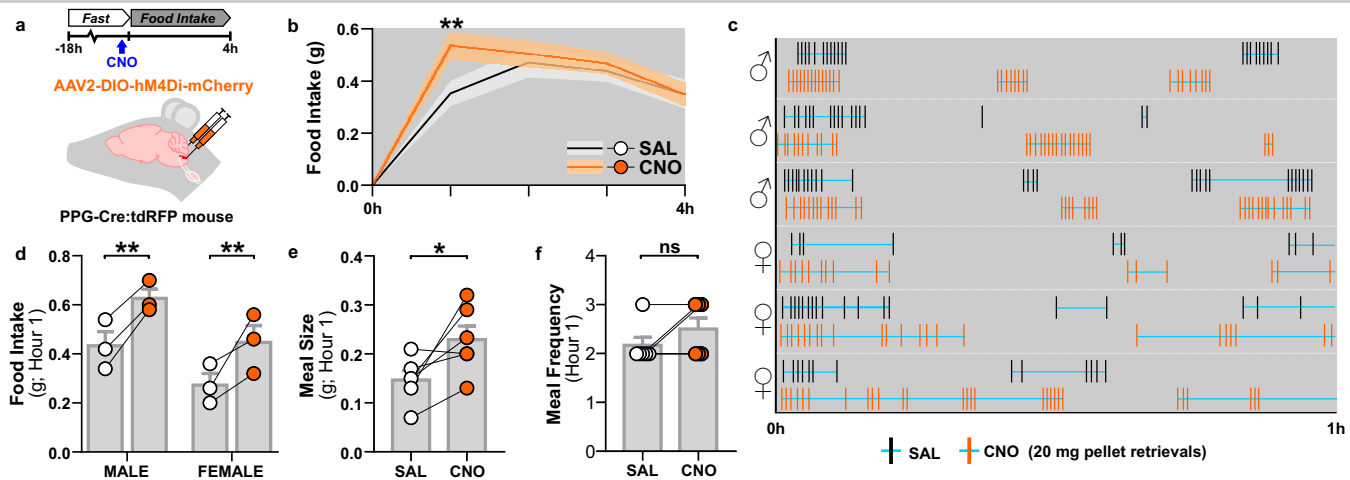 a
Fast
Food Intake
-18h
4h
CNO
AAV2-DIO-hM4Di-mCherry
PPG-Cre:tdRFP mouse
b
**
Food Intake (g)
0.6
0.4
0.2
0.0
0h
4h
SAL
CNO
c
♂
♂
♂
♀
♀
♀
0h
1h
SAL
CNO (20 mg pellet retrievals)
d
** **
Food Intake
(g; Hour 1)
0.8
0.6
0.4
0.2
0.0
MALE FEMALE
e
*
Meal Size
(g; Hour 1)
0.4
0.3
0.2
0.1
0.0
SAL CNO
f
ns
Meal Frequency
(Hour 1)
4
3
2
1
0
SAL CNO